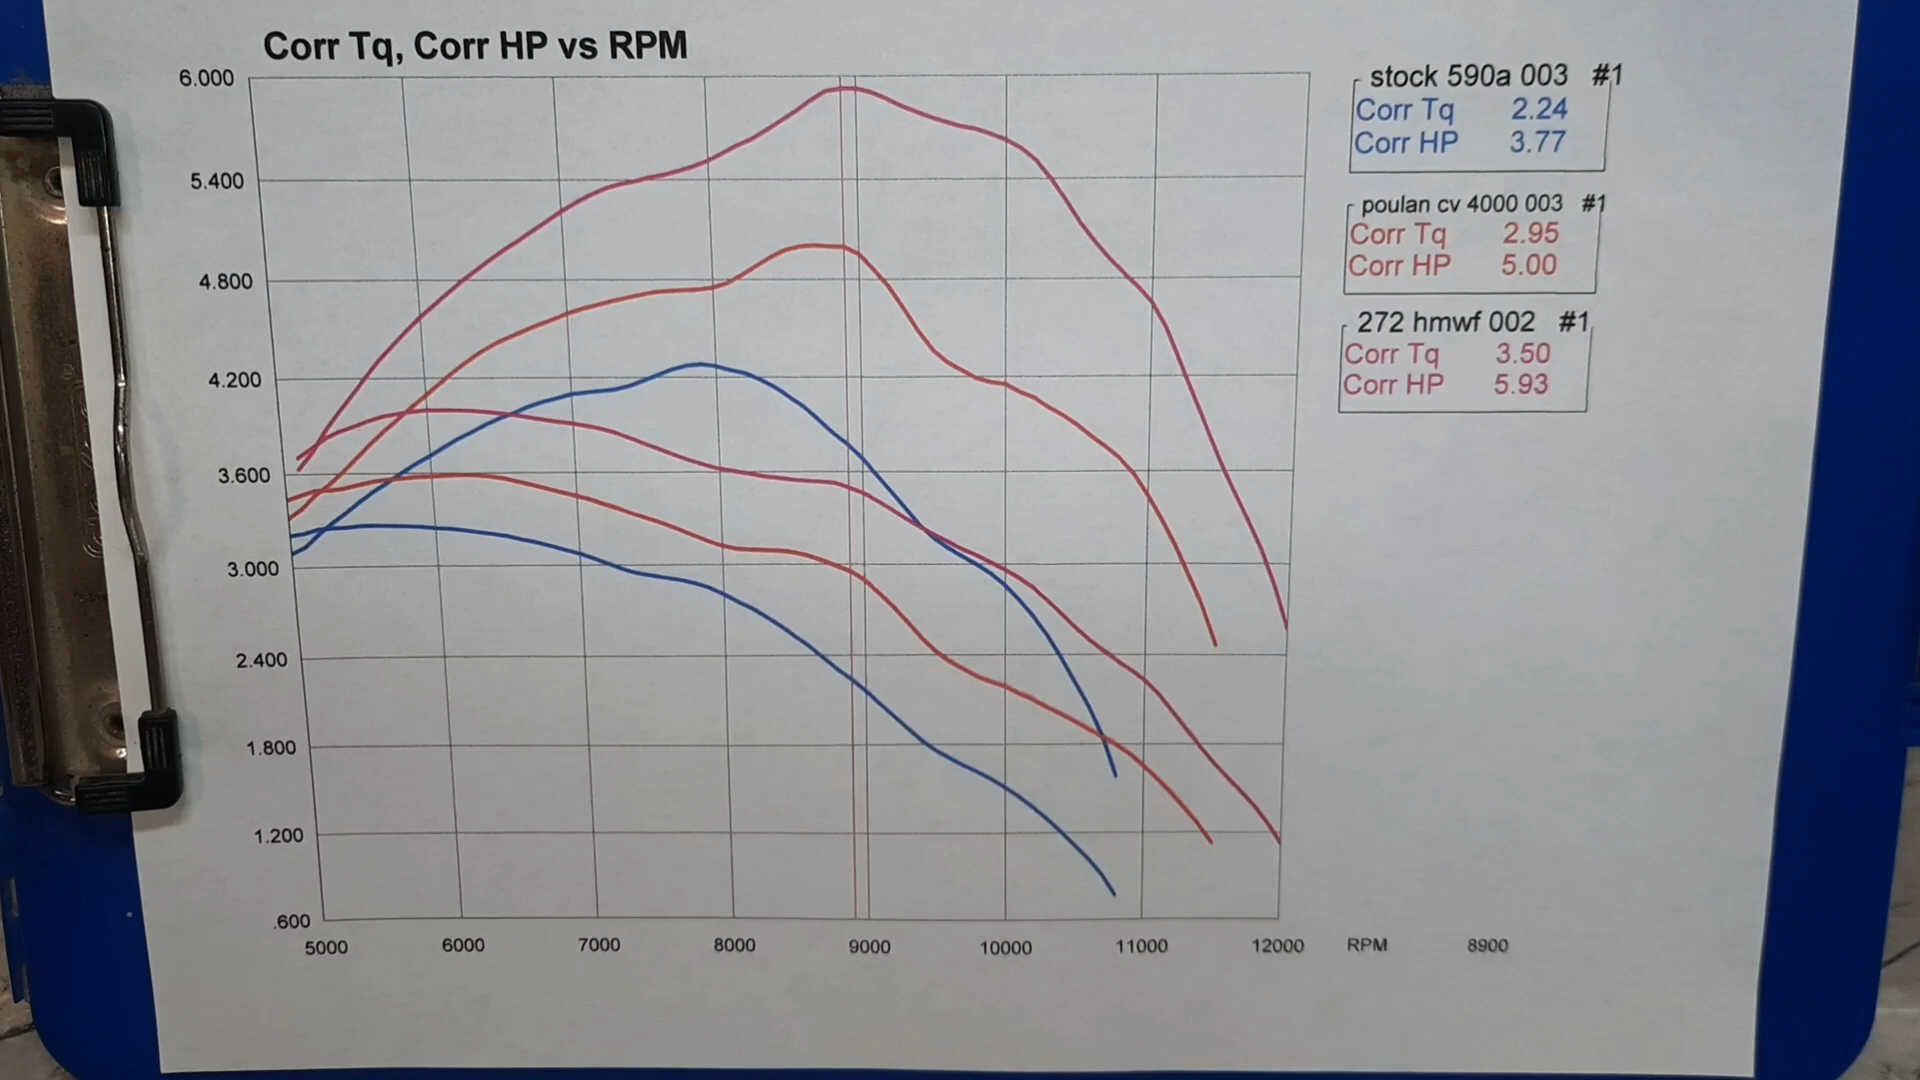 Corr Tq, Corr HP vs RPM
6.000
5.400
4.800
4.200
3.600
3.000
2.400
1.800
1.200
.600
5000 6000 7000 8000 9000 10000 11000 12000 RPM 8900
stock 590a 003 #1
Corr Tq 2.24
Corr HP 3.77
poulan cv 4000 003 #1
Corr Tq 2.95
Corr HP 5.00
272 hmwf 002 #1
Corr Tq 3.50
Corr HP 5.93